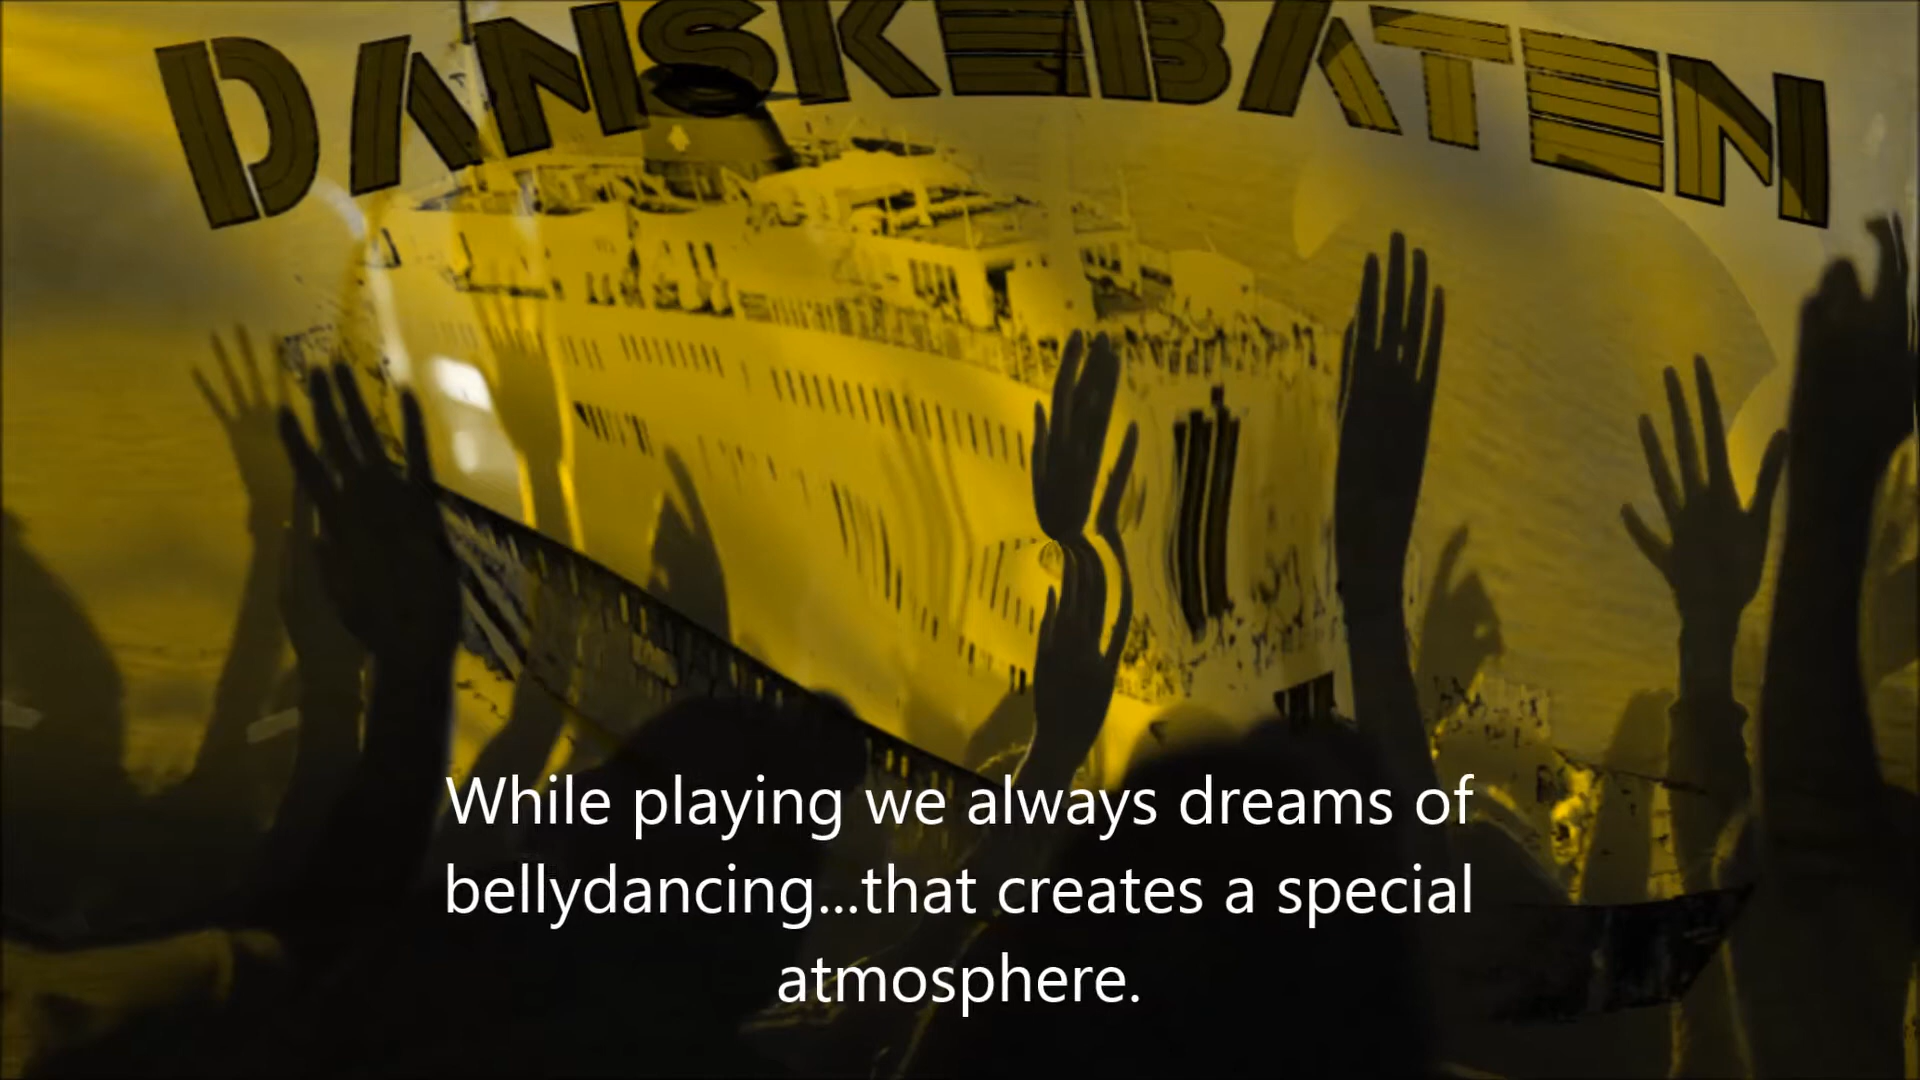 DANSKEBATEN
While playing we always dreams of
bellydancing...that creates a special
atmosphere.